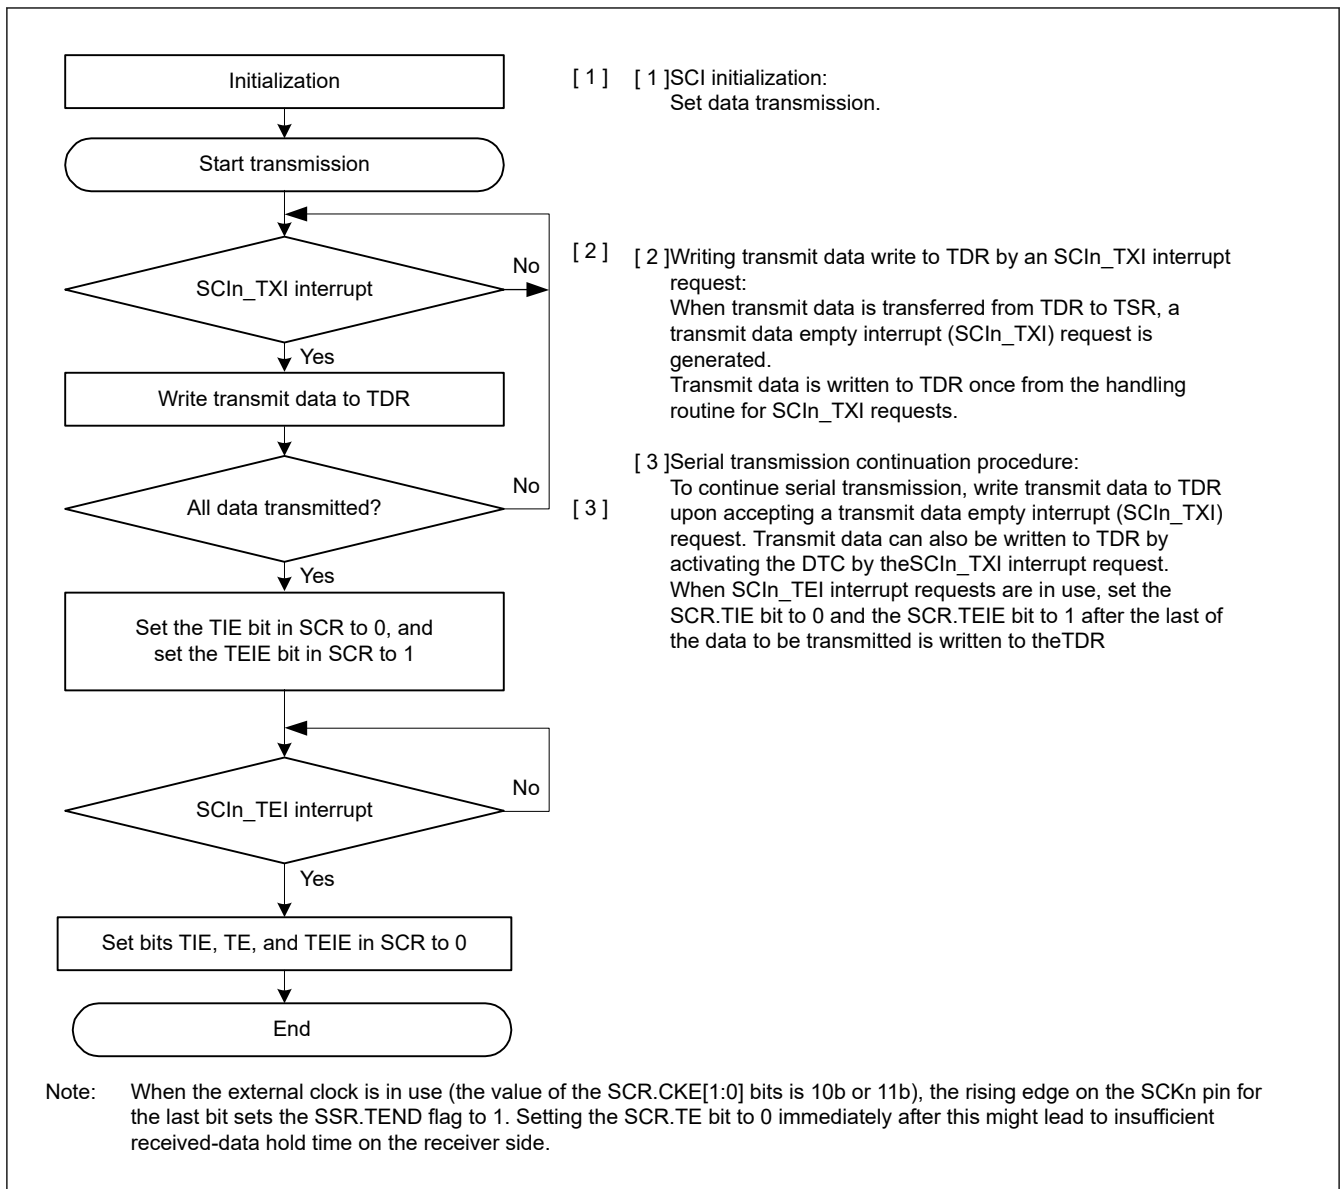 Initialization
[ 1 ]
[ 1 ]SCI initialization:
Set data transmission.
Start transmission
SCIn_TXI interrupt
No
Yes
[ 2 ]
[ 2 ]Writing transmit data write to TDR by an SCIn_TXI interrupt
request:
When transmit data is transferred from TDR to TSR, a
transmit data empty interrupt (SCIn_TXI) request is
generated.
Transmit data is written to TDR once from the handling
routine for SCIn_TXI requests.
Write transmit data to TDR
All data transmitted?
No
Yes
[ 3 ]
[ 3 ]Serial transmission continuation procedure:
To continue serial transmission, write transmit data to TDR
upon accepting a transmit data empty interrupt (SCIn_TXI)
request. Transmit data can also be written to TDR by
activating the DTC by theSCIn_TXI interrupt request.
When SCIn_TEI interrupt requests are in use, set the
SCR.TIE bit to 0 and the SCR.TEIE bit to 1 after the last of
the data to be transmitted is written to theTDR
Set the TIE bit in SCR to 0, and
set the TEIE bit in SCR to 1
SCIn_TEI interrupt
No
Yes
Set bits TIE, TE, and TEIE in SCR to 0
End
Note: When the external clock is in use (the value of the SCR.CKE[1:0] bits is 10b or 11b), the rising edge on the SCKn pin for
the last bit sets the SSR.TEND flag to 1. Setting the SCR.TE bit to 0 immediately after this might lead to insufficient
received-data hold time on the receiver side.